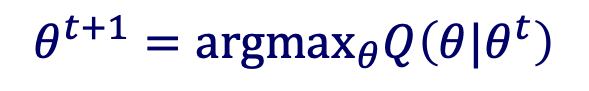 θ^{t+1} = argmax_θ Q(θ|θ^t)